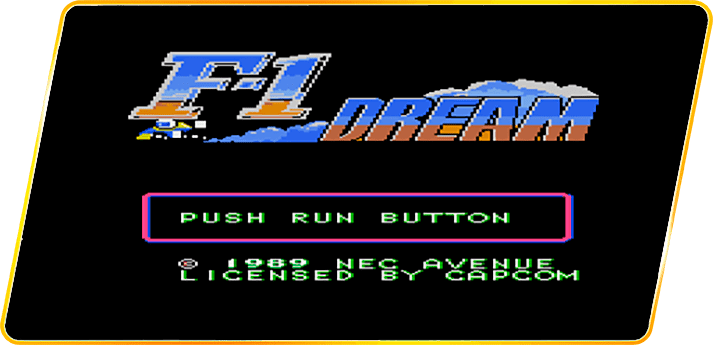 F-1
DREAM
PUSH RUN BUTTON
© 1989 NEC AVENUE
LICENSED BY CAPCOM